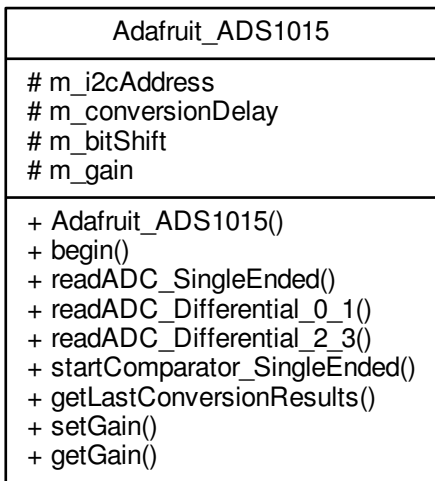 Adafruit_ADS1015
# m_i2cAddress
# m_conversionDelay
# m_bitShift
# m_gain
+ Adafruit_ADS1015()
+ begin()
+ readADC_SingleEnded()
+ readADC_Differential_0_1()
+ readADC_Differential_2_3()
+ startComparator_SingleEnded()
+ getLastConversionResults()
+ setGain()
+ getGain()